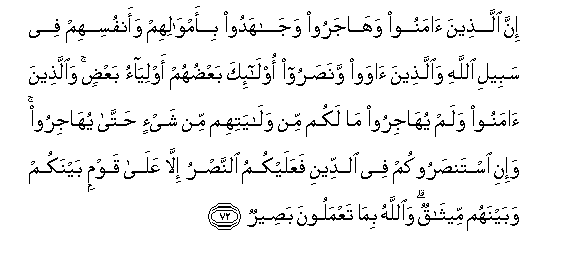 إِنَّ ٱلَّذِينَ ءَامَنُوا۟ وَهَاجَرُوا۟ وَجَـٰهَدُوا۟ بِأَمْوَٰلِهِمْ وَأَنفُسِهِمْ فِى
سَبِيلِ ٱللَّهِ وَٱلَّذِينَ ءَاوَوا۟ وَّنَصَرُوٓا۟ أُو۟لَـٰٓئِكَ بَعْضُهُمْ أَوْلِيَآءُ بَعْضٍ ۚ وَٱلَّذِينَ
ءَامَنُوا۟ وَلَمْ يُهَاجِرُوا۟ مَا لَكُم مِّن وَلَـٰيَتِهِم مِّن شَىْءٍ حَتَّىٰ يُهَاجِرُوا۟ ۚ
وَإِنِ ٱسْتَنصَرُوكُمْ فِى ٱلدِّينِ فَعَلَيْكُمُ ٱلنَّصْرُ إِلَّا عَلَىٰ قَوْمٍۭ بَيْنَكُمْ
وَبَيْنَهُم مِّيثَـٰقٌ ۗ وَٱللَّهُ بِمَا تَعْمَلُونَ بَصِيرٌ ٧٢